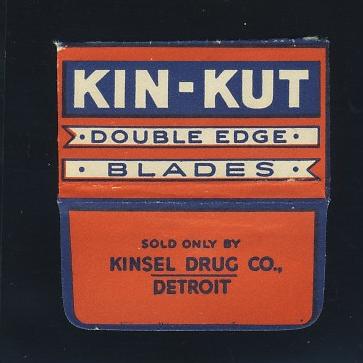 KIN-KUT
·DOUBLE EDGE·
· BLADES ·
SOLD ONLY BY
KINSEL DRUG CO.,
DETROIT